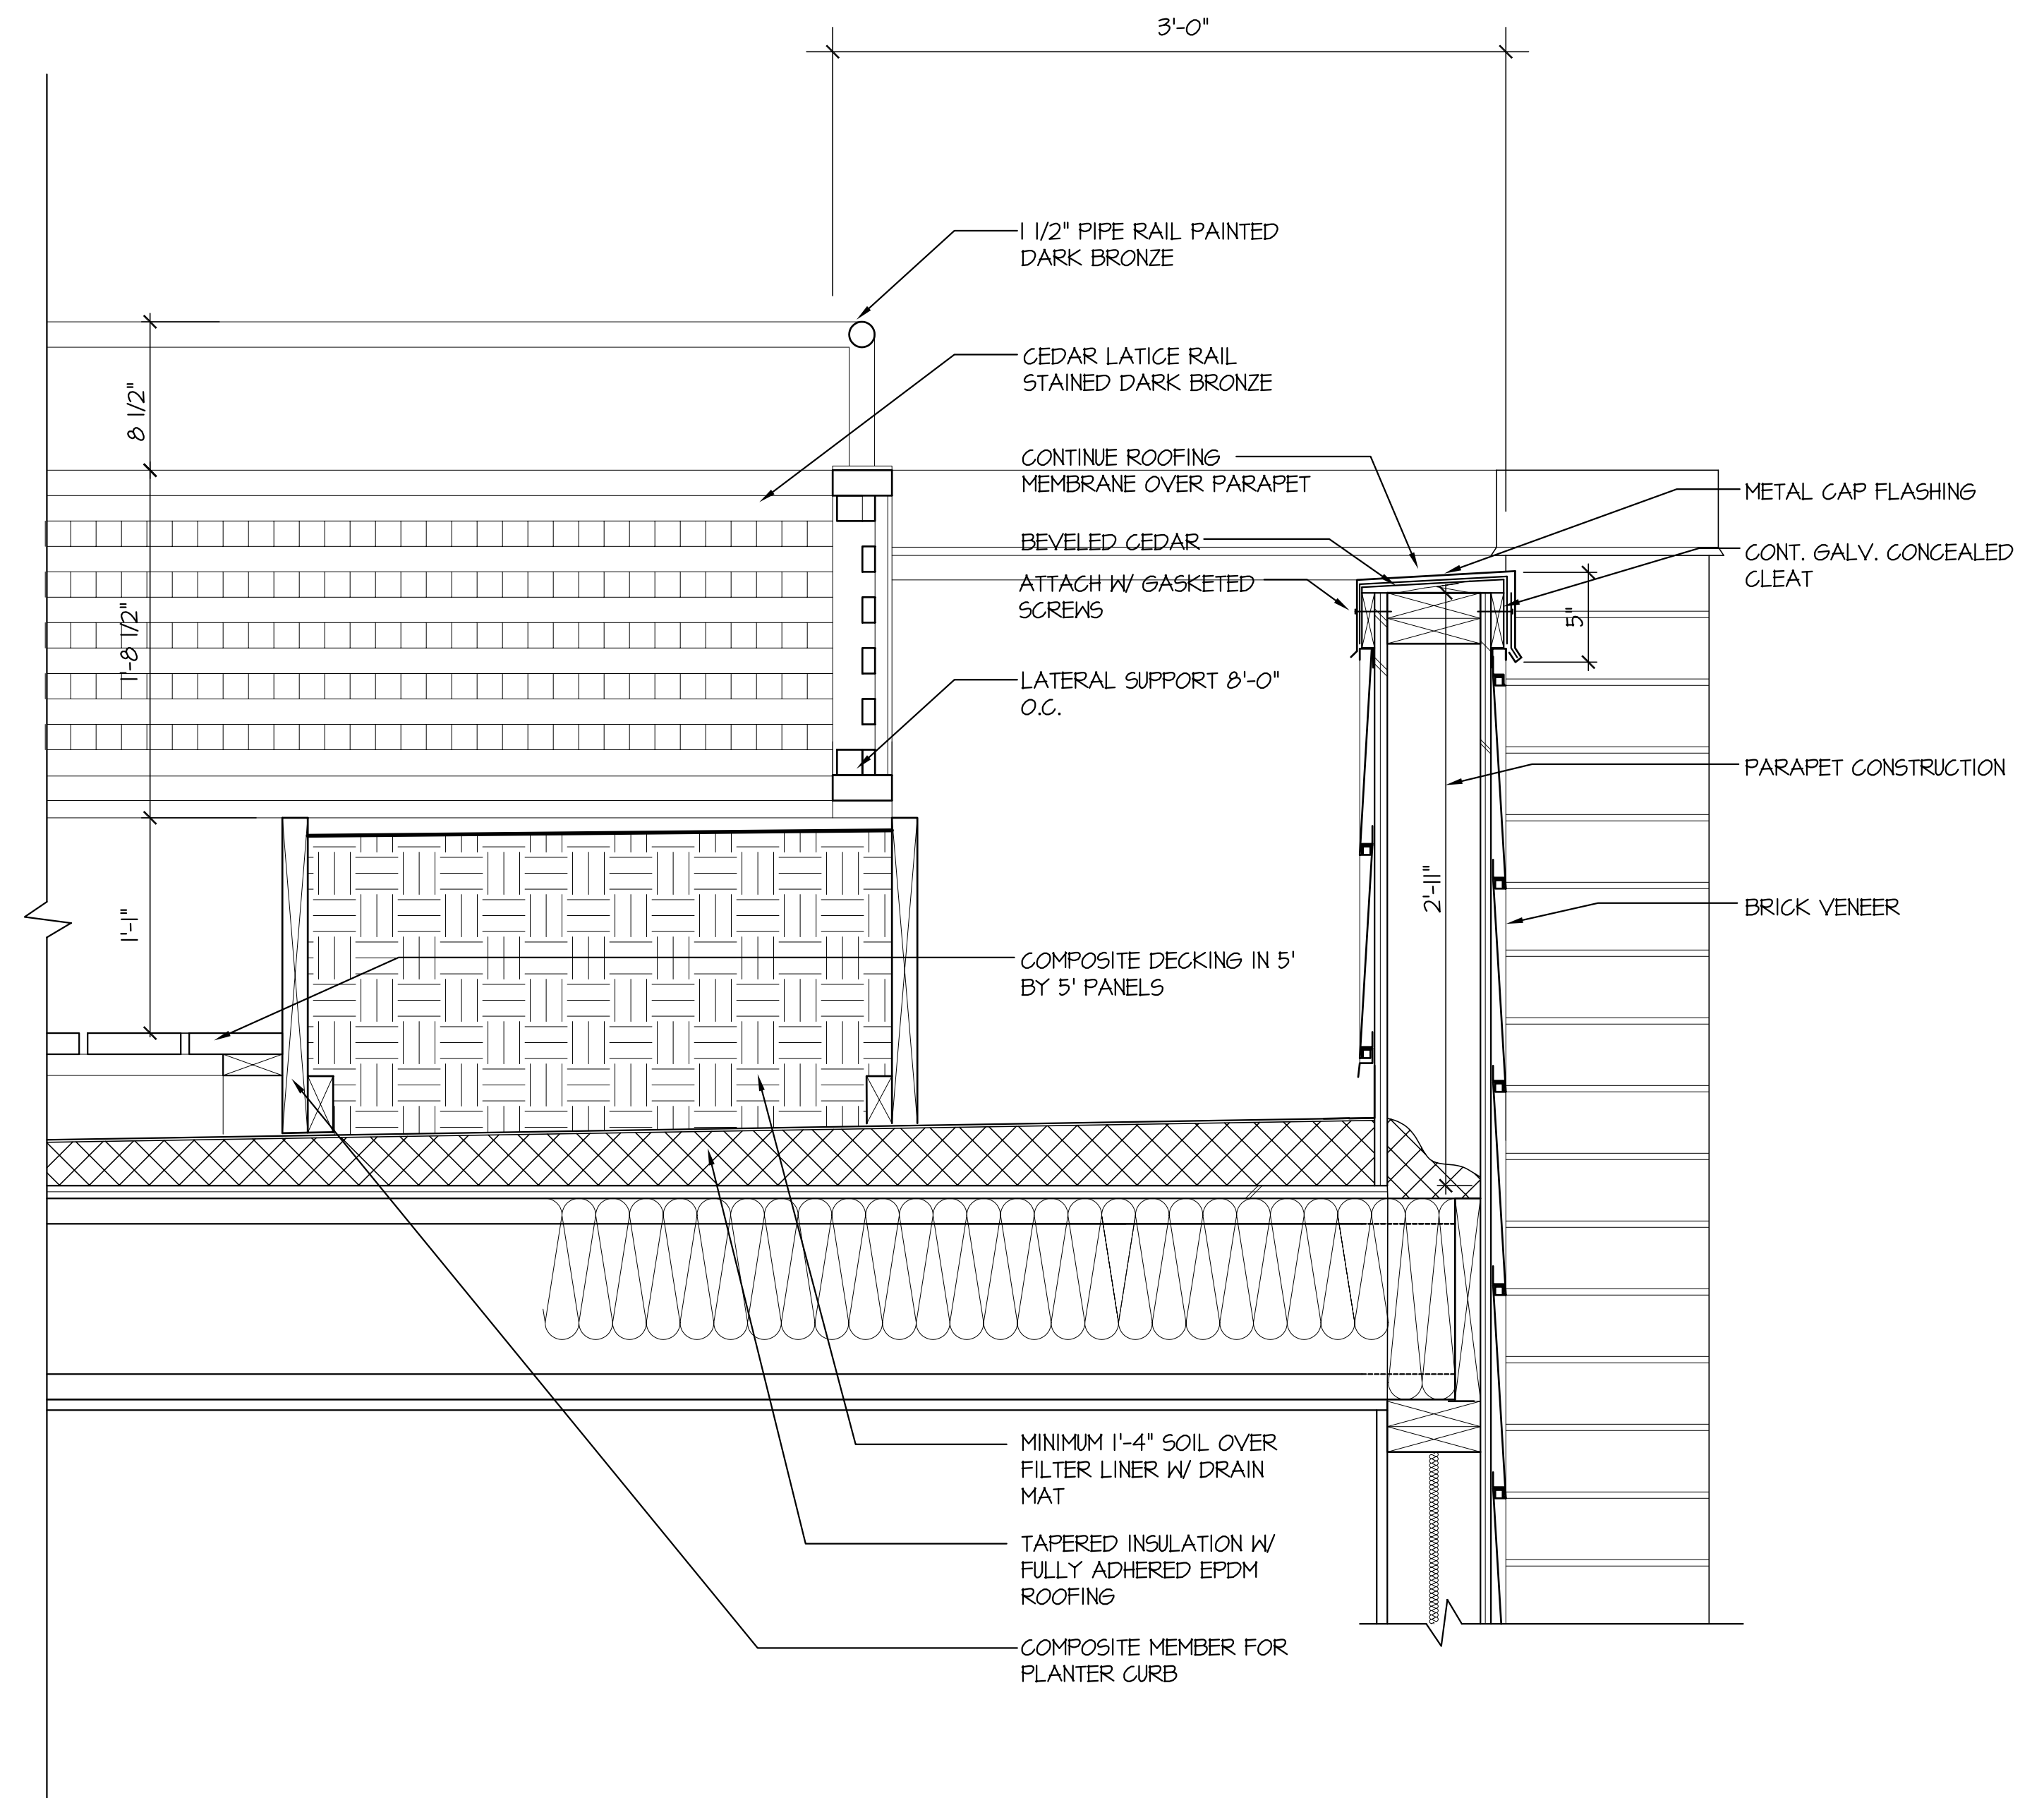 3'-0"
1 1/2" PIPE RAIL PAINTED
DARK BRONZE
CEDAR LATICE RAIL
STAINED DARK BRONZE
8 1/2"
CONTINUE ROOFING
MEMBRANE OVER PARAPET
METAL CAP FLASHING
BEVELED CEDAR
CONT. GALV. CONCEALED
CLEAT
ATTACH W/ GASKETED
SCREWS
5"
1'-8 1/2"
LATERAL SUPPORT 8'-0"
O.C.
PARAPET CONSTRUCTION
2'-11"
BRICK VENEER
1'-1"
COMPOSITE DECKING IN 5'
BY 5' PANELS
MINIMUM 1'-4" SOIL OVER
FILTER LINER W/ DRAIN
MAT
TAPERED INSULATION W/
FULLY ADHERED EPDM
ROOFING
COMPOSITE MEMBER FOR
PLANTER CURB